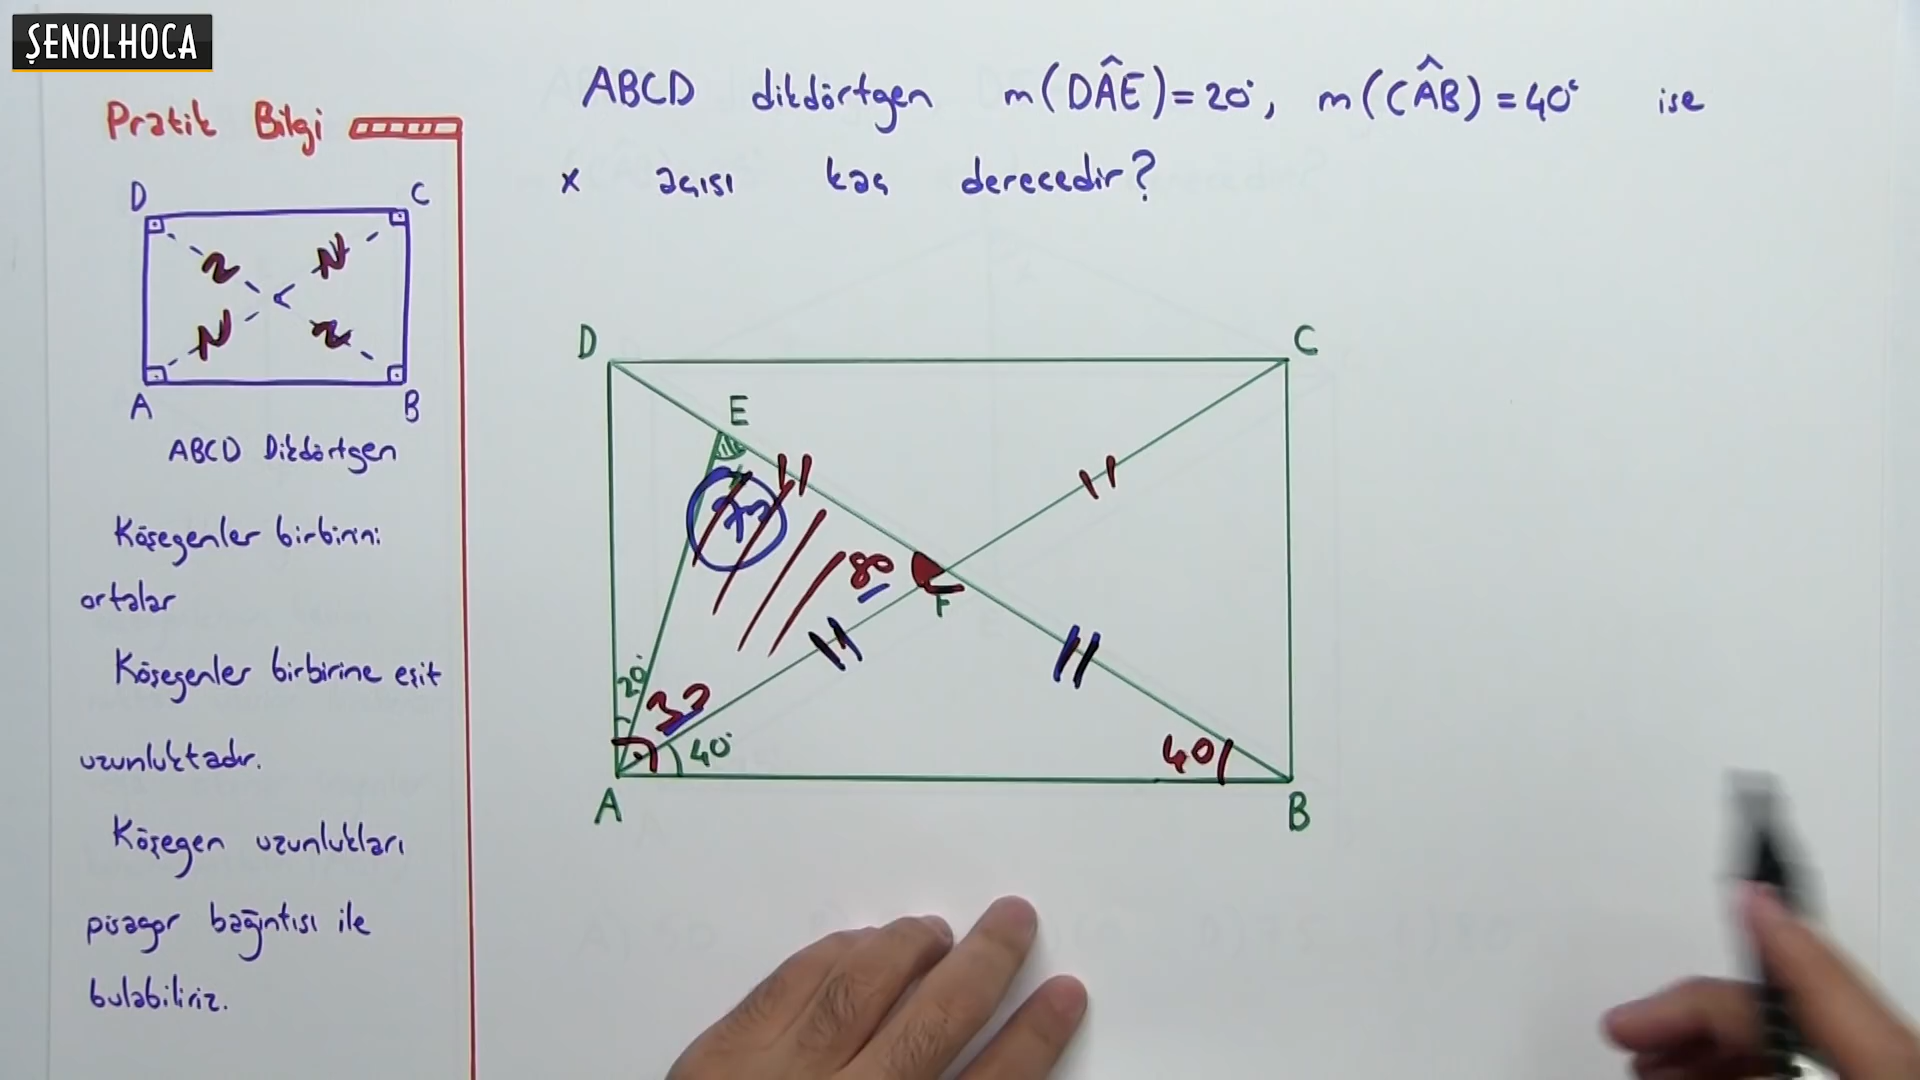 ŞENOLHOCA
ABCD dikdörtgen m(DÂE)=20°, m(CÂB)=40° ise
x açısı kaç derecedir?
Pratik Bilgi
D C
A B
ABCD Dikdörtgen
Köşegenler birbirini
ortalar
Köşegenler birbirine eşit
uzunluktadır.
Köşegen uzunlukları
pisagor bağıntısı ile
bulabiliriz.
D C
E
80
F
20°
40°
40
A B